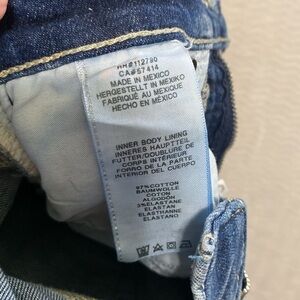 RN#112790
CA#57414
MADE IN MEXICO
HERGESTELLT IN MEXIKO
FABRIQUÉ AU MEXIQUE
HECHO EN MÉXICO
INNER BODY LINING
INNERES HAUPTTEIL
FUTTER/DOUBLURE DE
CORPS INTÉRIEUR
FORRO DE LA PARTE
INTERIOR DEL CUERPO
97%COTTON
BAUMWOLLE
COTON
ALGODÓN
3%ELASTANE
ELASTAN
ELASTHANNE
ELASTANO